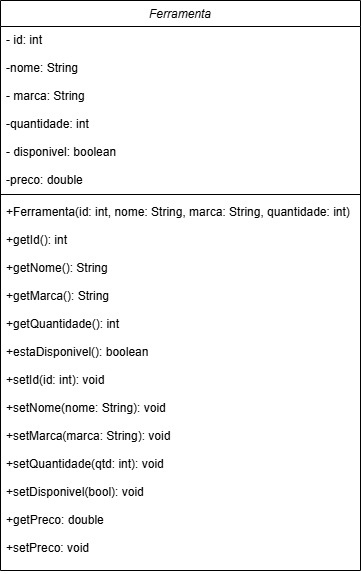 Ferramenta
- id: int
-nome: String
- marca: String
-quantidade: int
- disponivel: boolean
-preco: double
+Ferramenta(id: int, nome: String, marca: String, quantidade: int)
+getId(): int
+getNome(): String
+getMarca(): String
+getQuantidade(): int
+estaDisponivel(): boolean
+setId(id: int): void
+setNome(nome: String): void
+setMarca(marca: String): void
+setQuantidade(qtd: int): void
+setDisponivel(bool): void
+getPreco: double
+setPreco: void